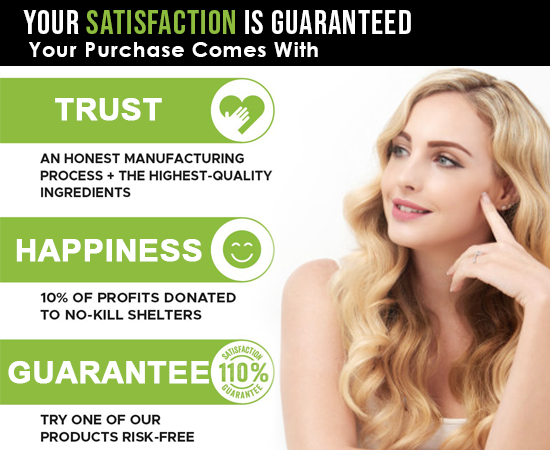 YOUR SATISFACTION IS GUARANTEED
Your Purchase Comes With
TRUST
AN HONEST MANUFACTURING
PROCESS + THE HIGHEST-QUALITY
INGREDIENTS
HAPPINESS
10% OF PROFITS DONATED
TO NO-KILL SHELTERS
GUARANTEE
SATISFACTION
110%
GUARANTEE
TRY ONE OF OUR
PRODUCTS RISK-FREE